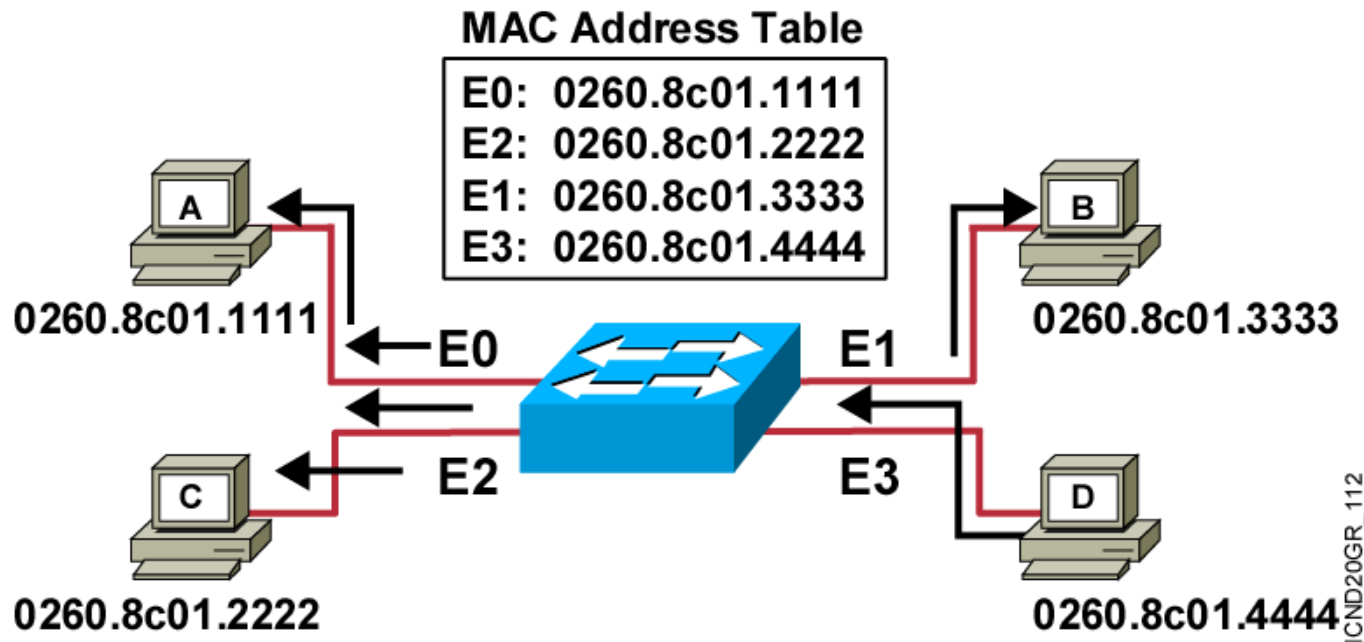 MAC Address Table
E0: 0260.8c01.1111
E2: 0260.8c01.2222
E1: 0260.8c01.3333
E3: 0260.8c01.4444
A
B
0260.8c01.1111
0260.8c01.3333
E0
E1
C
E2
E3
D
0260.8c01.2222
0260.8c01.4444
ICND20GR_112